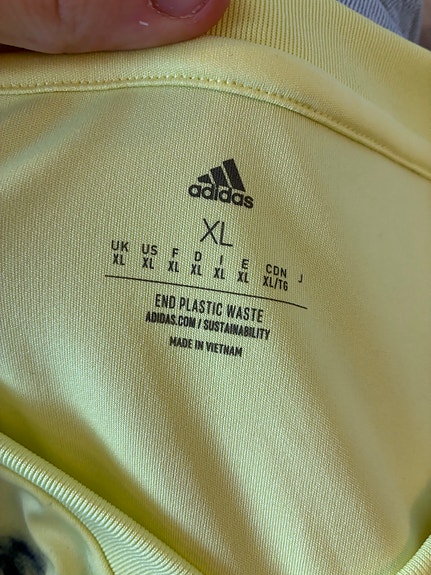 adidas
XL
UK US F D I E CDN J
XL XL XL XL XL XL XL/TG
END PLASTIC WASTE
ADIDAS.COM / SUSTAINABILITY
MADE IN VIETNAM